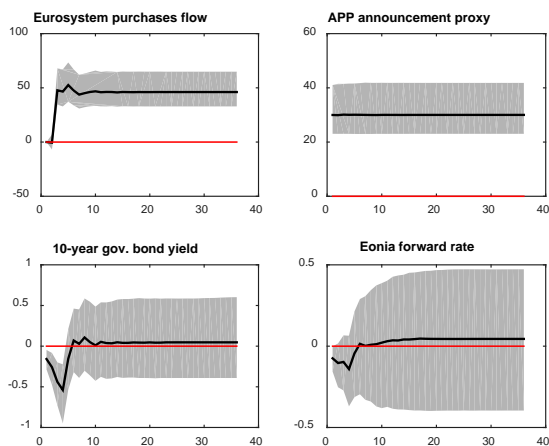 Eurosystem purchases flow
100
50
0
-50
0 10 20 30 40
APP announcement proxy
60
40
20
0
0 10 20 30 40
10-year gov. bond yield
1
0.5
0
-0.5
-1
0 10 20 30 40
Eonia forward rate
0.5
0
-0.5
0 10 20 30 40